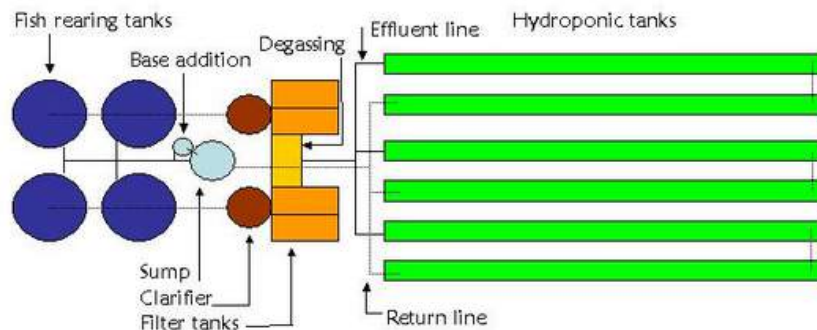 Fish rearing tanks
Base addition
Degassing
Effluent line
Hydroponic tanks
Sump
Clarifier
Filter tanks
Return line